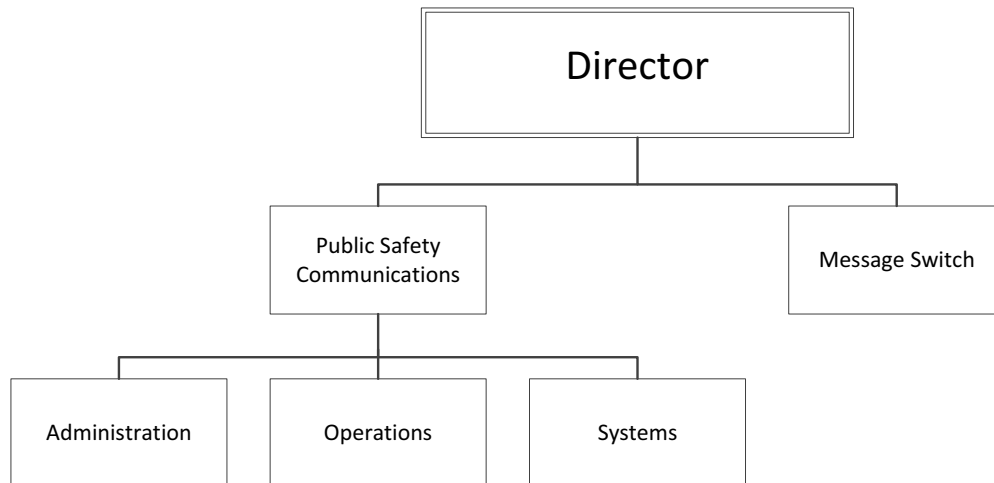 Director
Public Safety
Communications
Message Switch
Administration
Operations
Systems